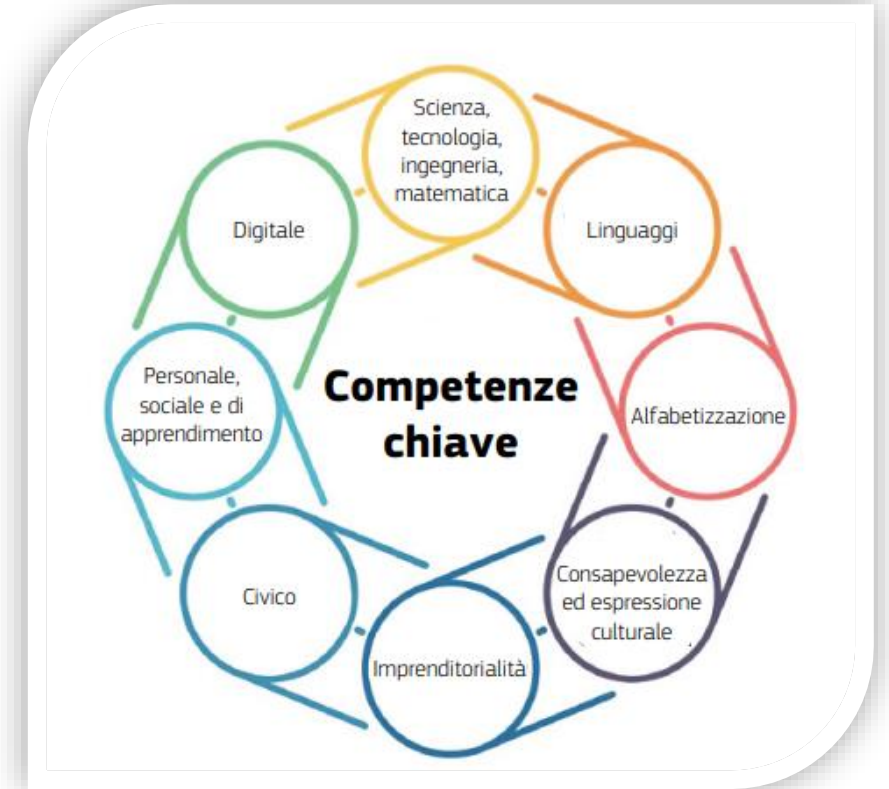 Scienza,
tecnologia,
ingegneria,
matematica
Linguaggi
Alfabetizzazione
Consapevolezza
ed espressione
culturale
Imprenditorialità
Civico
Personale,
sociale e di
apprendimento
Digitale
Competenze
chiave